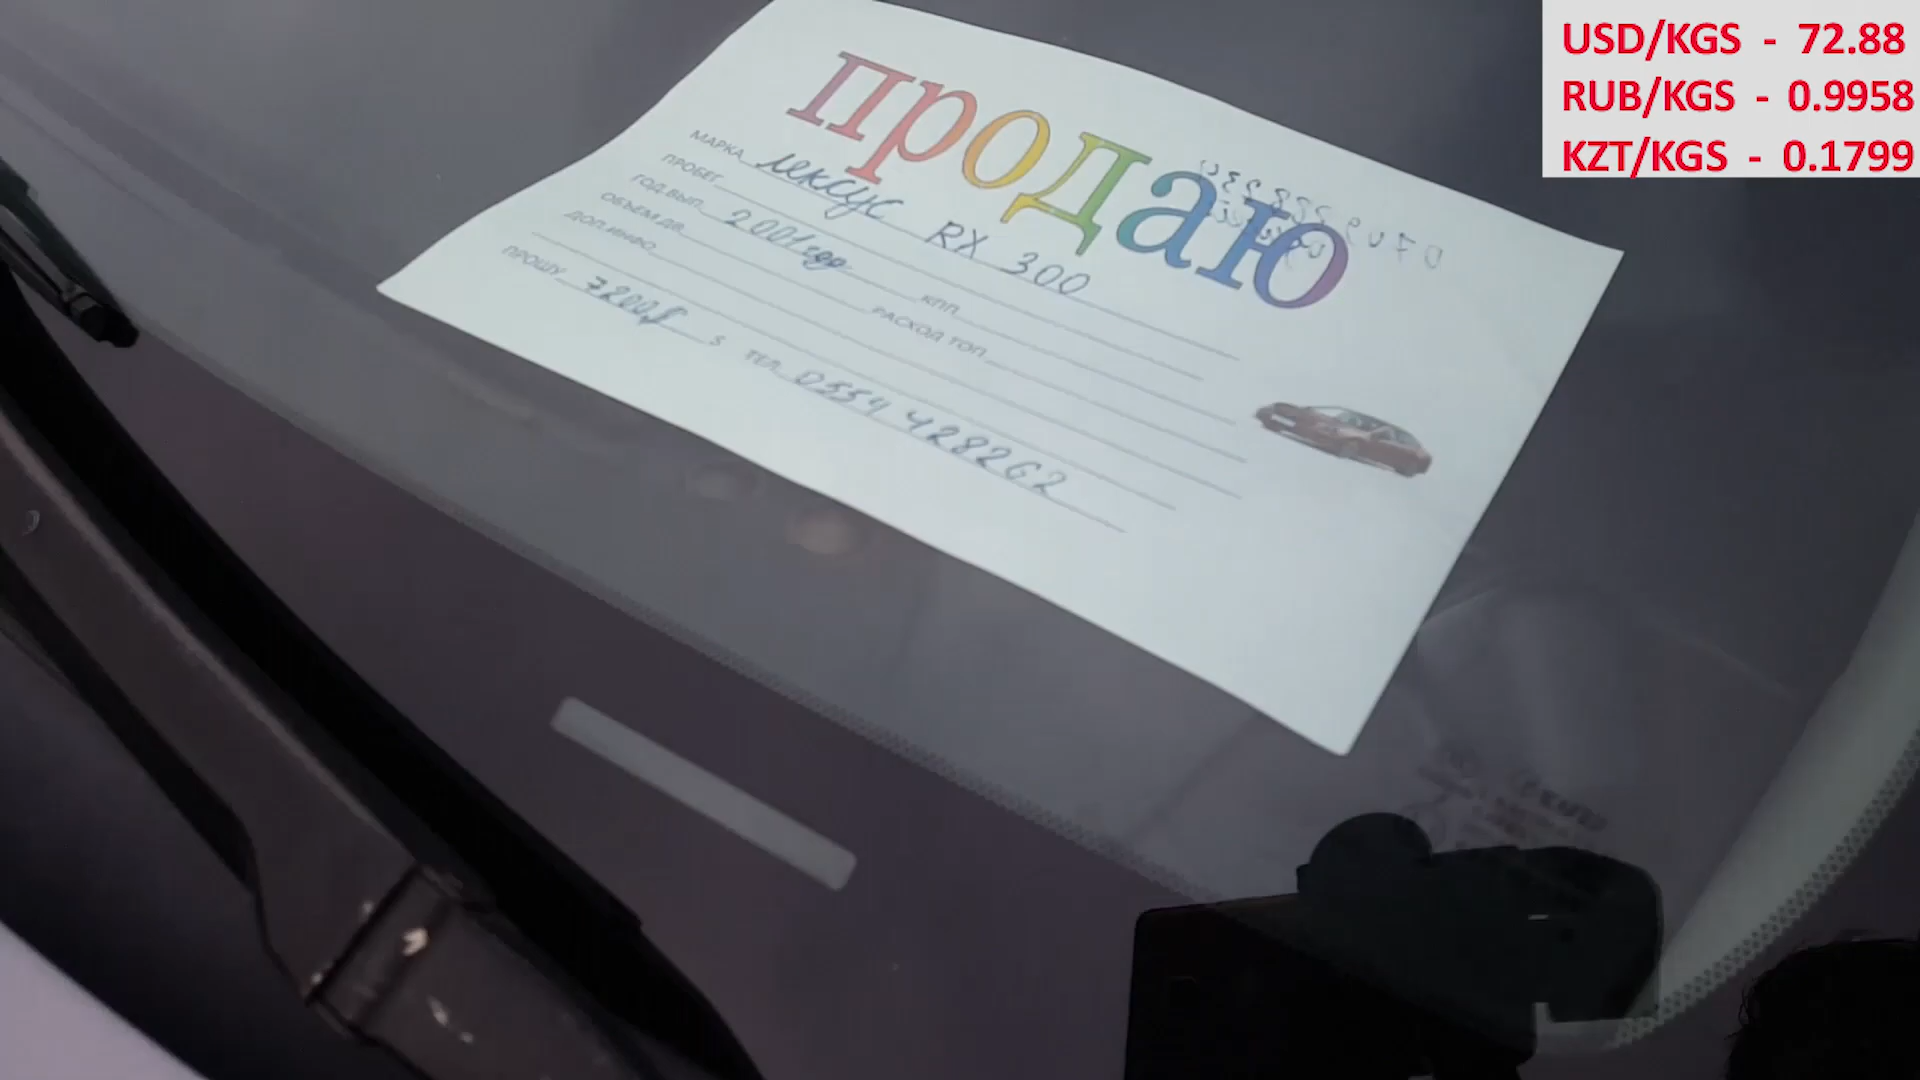 USD/KGS - 72.88
RUB/KGS - 0.9958
KZT/KGS - 0.1799
продаю
МАРКА Лексус RX 300
ПРОБЕГ
ГОД ВЫП. 2001 год КПП
ОБЪЕМ ДВ. РАСХОД ТОП.
ДОП.ИНФО.
ПРОШУ 7200$ $ ТЕЛ. 0554 428262